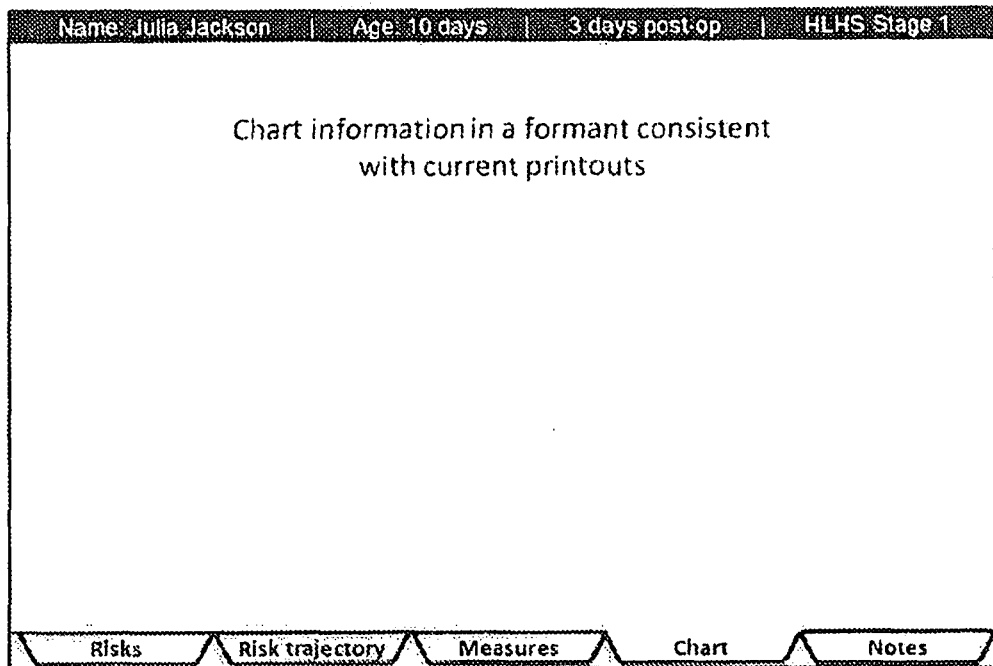 Name: Julia Jackson | Age: 10 days | 3 days post-op | HLHS Stage 1
Chart information in a formant consistent
with current printouts
Risks Risk trajectory Measures Chart Notes